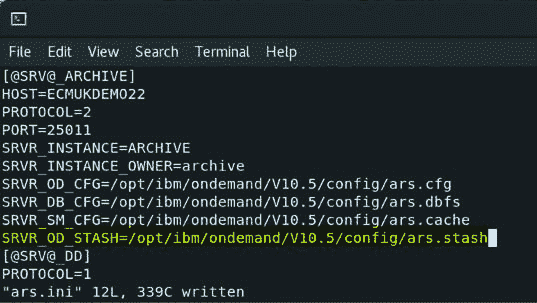 File Edit View Search Terminal Help
[@SRV@_ARCHIVE]
HOST=ECMUKDEMO22
PROTOCOL=2
PORT=25011
SRVR_INSTANCE=ARCHIVE
SRVR_INSTANCE_OWNER=archive
SRVR_OD_CFG=/opt/ibm/ondemand/V10.5/config/ars.cfg
SRVR_DB_CFG=/opt/ibm/ondemand/V10.5/config/ars.dbfs
SRVR_SM_CFG=/opt/ibm/ondemand/V10.5/config/ars.cache
SRVR_OD_STASH=/opt/ibm/ondemand/V10.5/config/ars.stash
[@SRV@_DD]
PROTOCOL=1
"ars.ini" 12L, 339C written